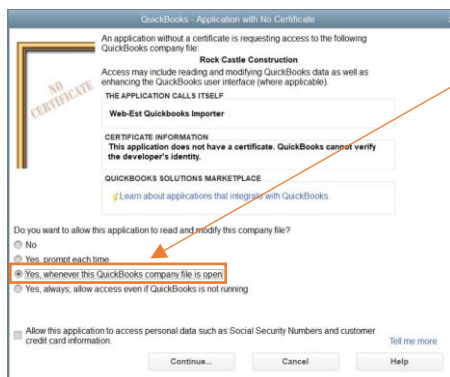 QuickBooks - Application with No Certificate
An application without a certificate is requesting access to the following
QuickBooks company file:
Rock Castle Construction
Access may include reading and modifying QuickBooks data as well as
enhancing the QuickBooks user interface (where applicable).
NO
CERTIFICATE
THE APPLICATION CALLS ITSELF
Web-Est Quickbooks Importer
CERTIFICATE INFORMATION
This application does not have a certificate. QuickBooks cannot verify
the developer's identity.
QUICKBOOKS SOLUTIONS MARKETPLACE
Learn about applications that integrate with QuickBooks
Do you want to allow this application to read and modify this company file?
No
Yes, prompt each time
Yes, whenever this QuickBooks company file is open
Yes, always, allow access even if QuickBooks is not running
Allow this application to access personal data such as Social Security Numbers and customer
credit card information.
Tell me more
Continue...
Cancel
Help